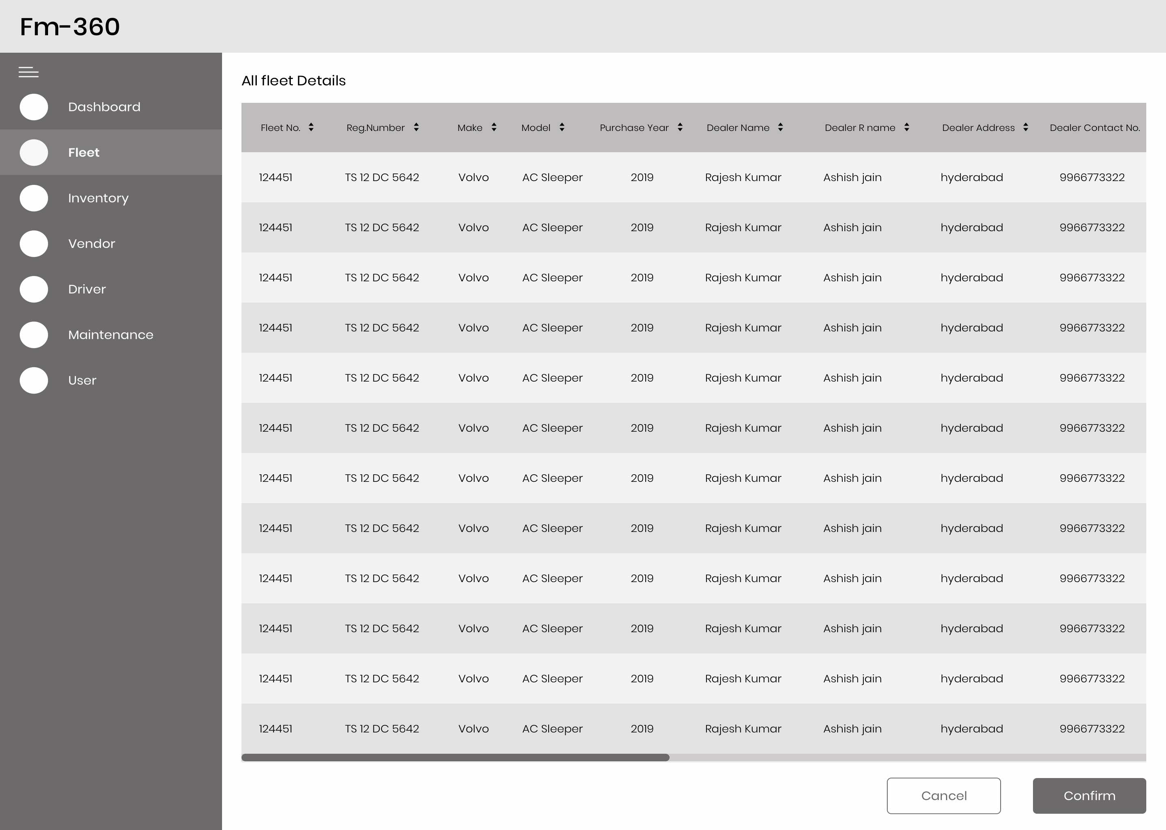 Fm-360
Dashboard
Fleet
Inventory
Vendor
Driver
Maintenance
User
All fleet Details
Fleet No. Reg.Number Make Model Purchase Year Dealer Name Dealer R name Dealer Address Dealer Contact No.
124451 TS 12 DC 5642 Volvo AC Sleeper 2019 Rajesh Kumar Ashish jain hyderabad 9966773322
124451 TS 12 DC 5642 Volvo AC Sleeper 2019 Rajesh Kumar Ashish jain hyderabad 9966773322
124451 TS 12 DC 5642 Volvo AC Sleeper 2019 Rajesh Kumar Ashish jain hyderabad 9966773322
124451 TS 12 DC 5642 Volvo AC Sleeper 2019 Rajesh Kumar Ashish jain hyderabad 9966773322
124451 TS 12 DC 5642 Volvo AC Sleeper 2019 Rajesh Kumar Ashish jain hyderabad 9966773322
124451 TS 12 DC 5642 Volvo AC Sleeper 2019 Rajesh Kumar Ashish jain hyderabad 9966773322
124451 TS 12 DC 5642 Volvo AC Sleeper 2019 Rajesh Kumar Ashish jain hyderabad 9966773322
124451 TS 12 DC 5642 Volvo AC Sleeper 2019 Rajesh Kumar Ashish jain hyderabad 9966773322
124451 TS 12 DC 5642 Volvo AC Sleeper 2019 Rajesh Kumar Ashish jain hyderabad 9966773322
124451 TS 12 DC 5642 Volvo AC Sleeper 2019 Rajesh Kumar Ashish jain hyderabad 9966773322
124451 TS 12 DC 5642 Volvo AC Sleeper 2019 Rajesh Kumar Ashish jain hyderabad 9966773322
124451 TS 12 DC 5642 Volvo AC Sleeper 2019 Rajesh Kumar Ashish jain hyderabad 9966773322
Cancel Confirm